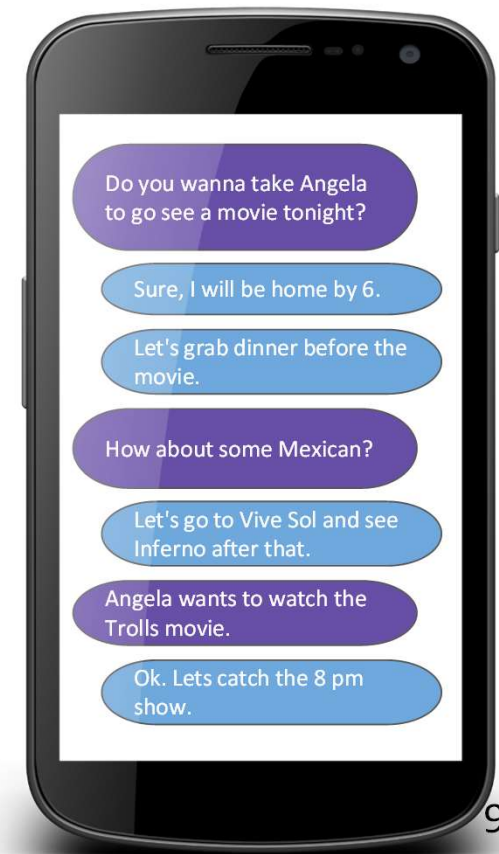 Do you wanna take Angela
to go see a movie tonight?
Sure, I will be home by 6.
Let's grab dinner before the
movie.
How about some Mexican?
Let's go to Vive Sol and see
Inferno after that.
Angela wants to watch the
Trolls movie.
Ok. Lets catch the 8 pm
show.
9